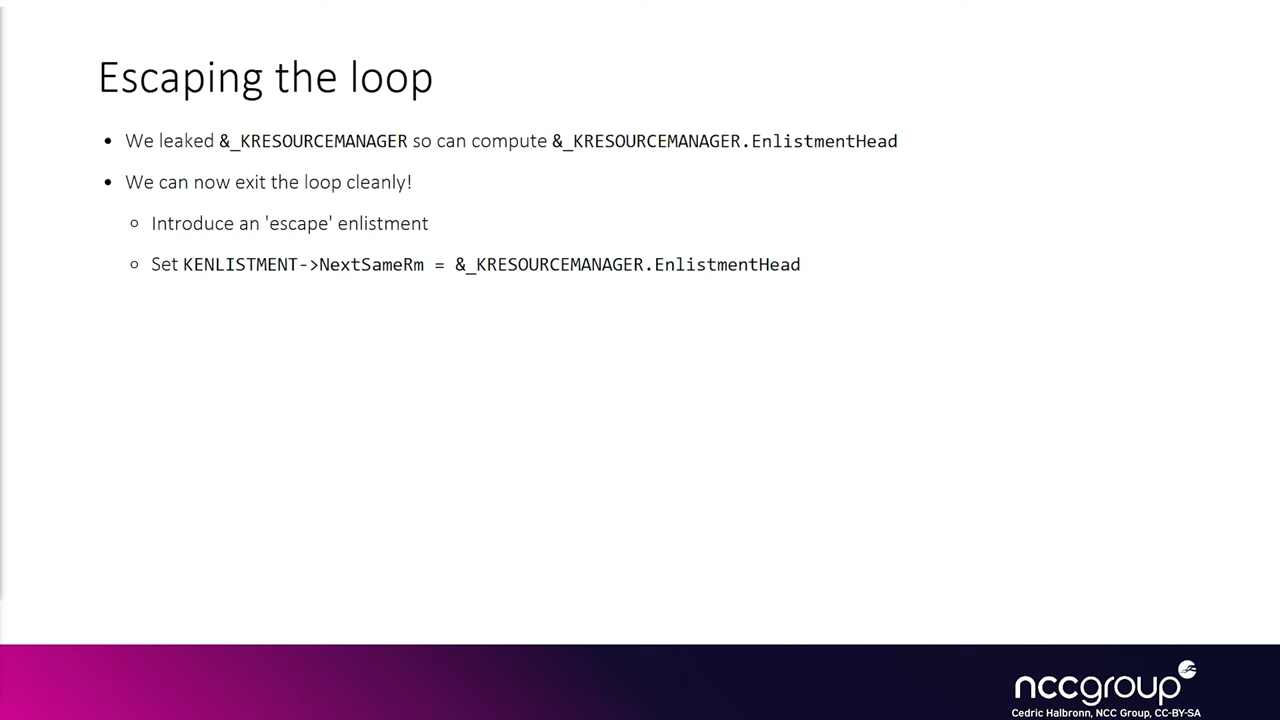 Escaping the loop
• We leaked &_KRESOURCEMANAGER so can compute &_KRESOURCEMANAGER.EnlistmentHead
• We can now exit the loop cleanly!
○ Introduce an 'escape' enlistment
○ Set KENLISTMENT->NextSameRm = &_KRESOURCEMANAGER.EnlistmentHead
nccgroup
Cedric Halbronn, NCC Group, CC-BY-SA